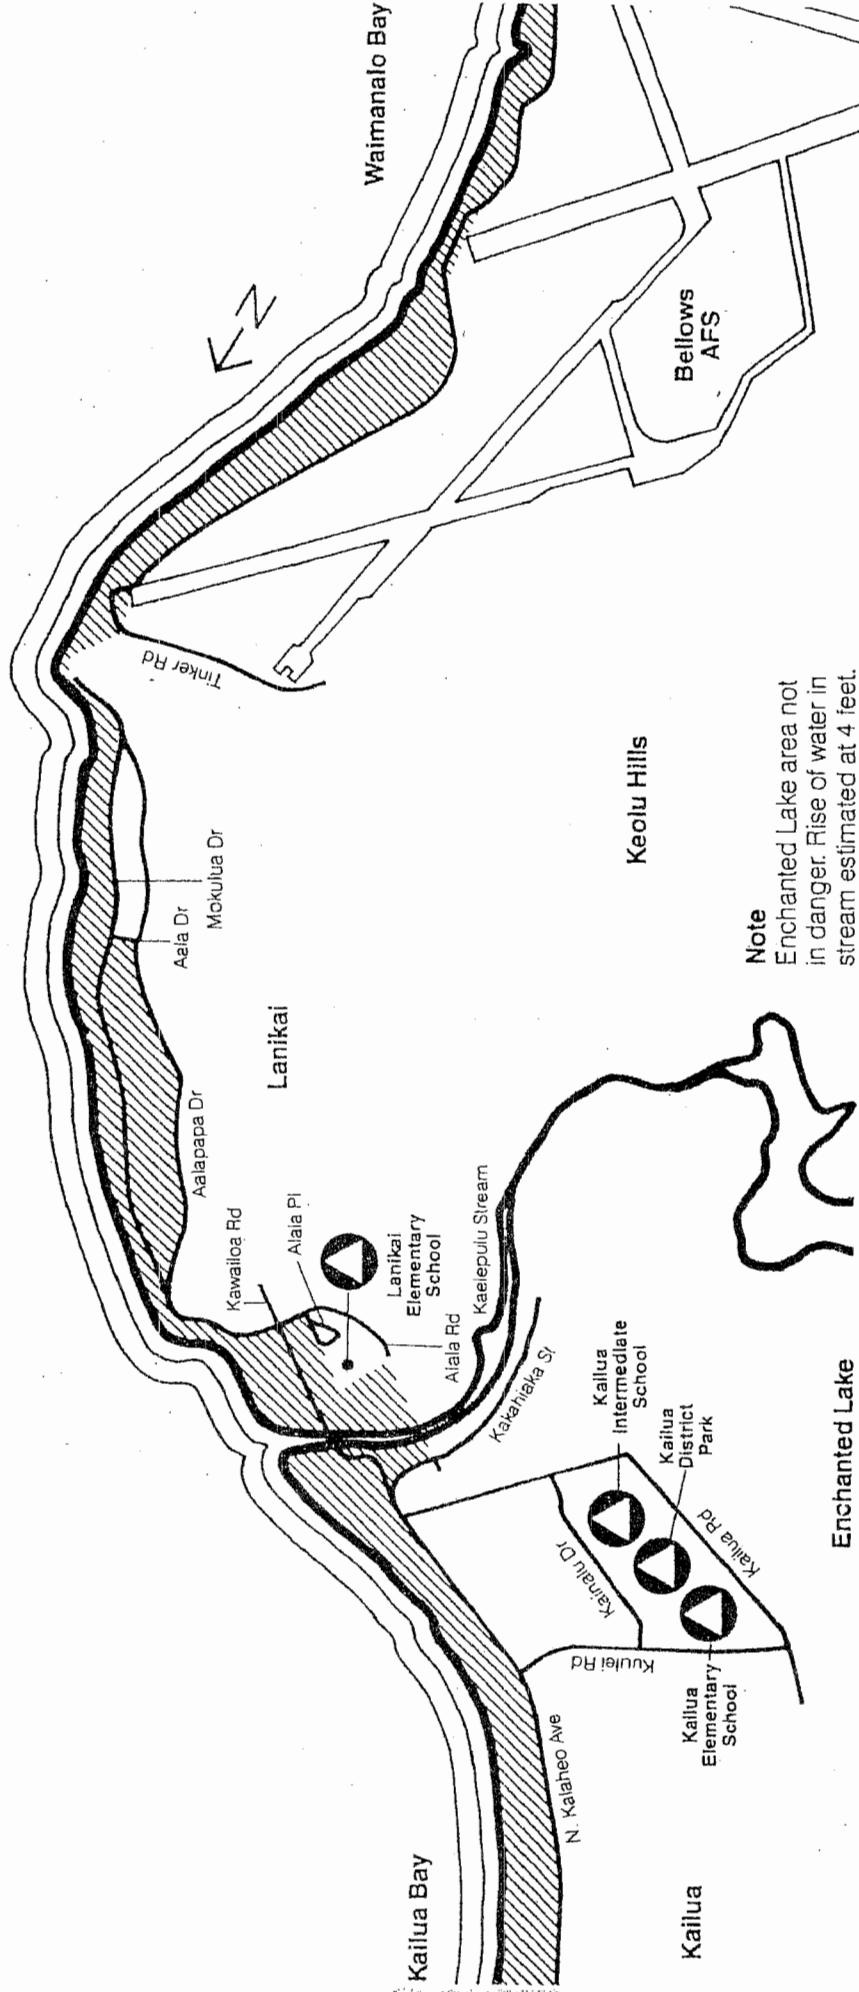 Waimanalo Bay
N
Bellows
AFS
Tinker Rd
Keolu Hills
Note
Enchanted Lake area not
in danger. Rise of water in
stream estimated at 4 feet.
Mokulua Dr
Aala Dr
Lanikai
Aalapapa Dr
Kawailoa Rd
Alala Pl
Lanikai
Elementary
School
Alala Rd
Kaelepulu Stream
Kakahiaka St
Kailua
Intermediate
School
Kailua
District
Park
Kailua Rd
Kainalu Dr
Kuulei Rd
Kailua
Elementary
School
Enchanted Lake
N. Kalaheo Ave
Kailua Bay
Kailua